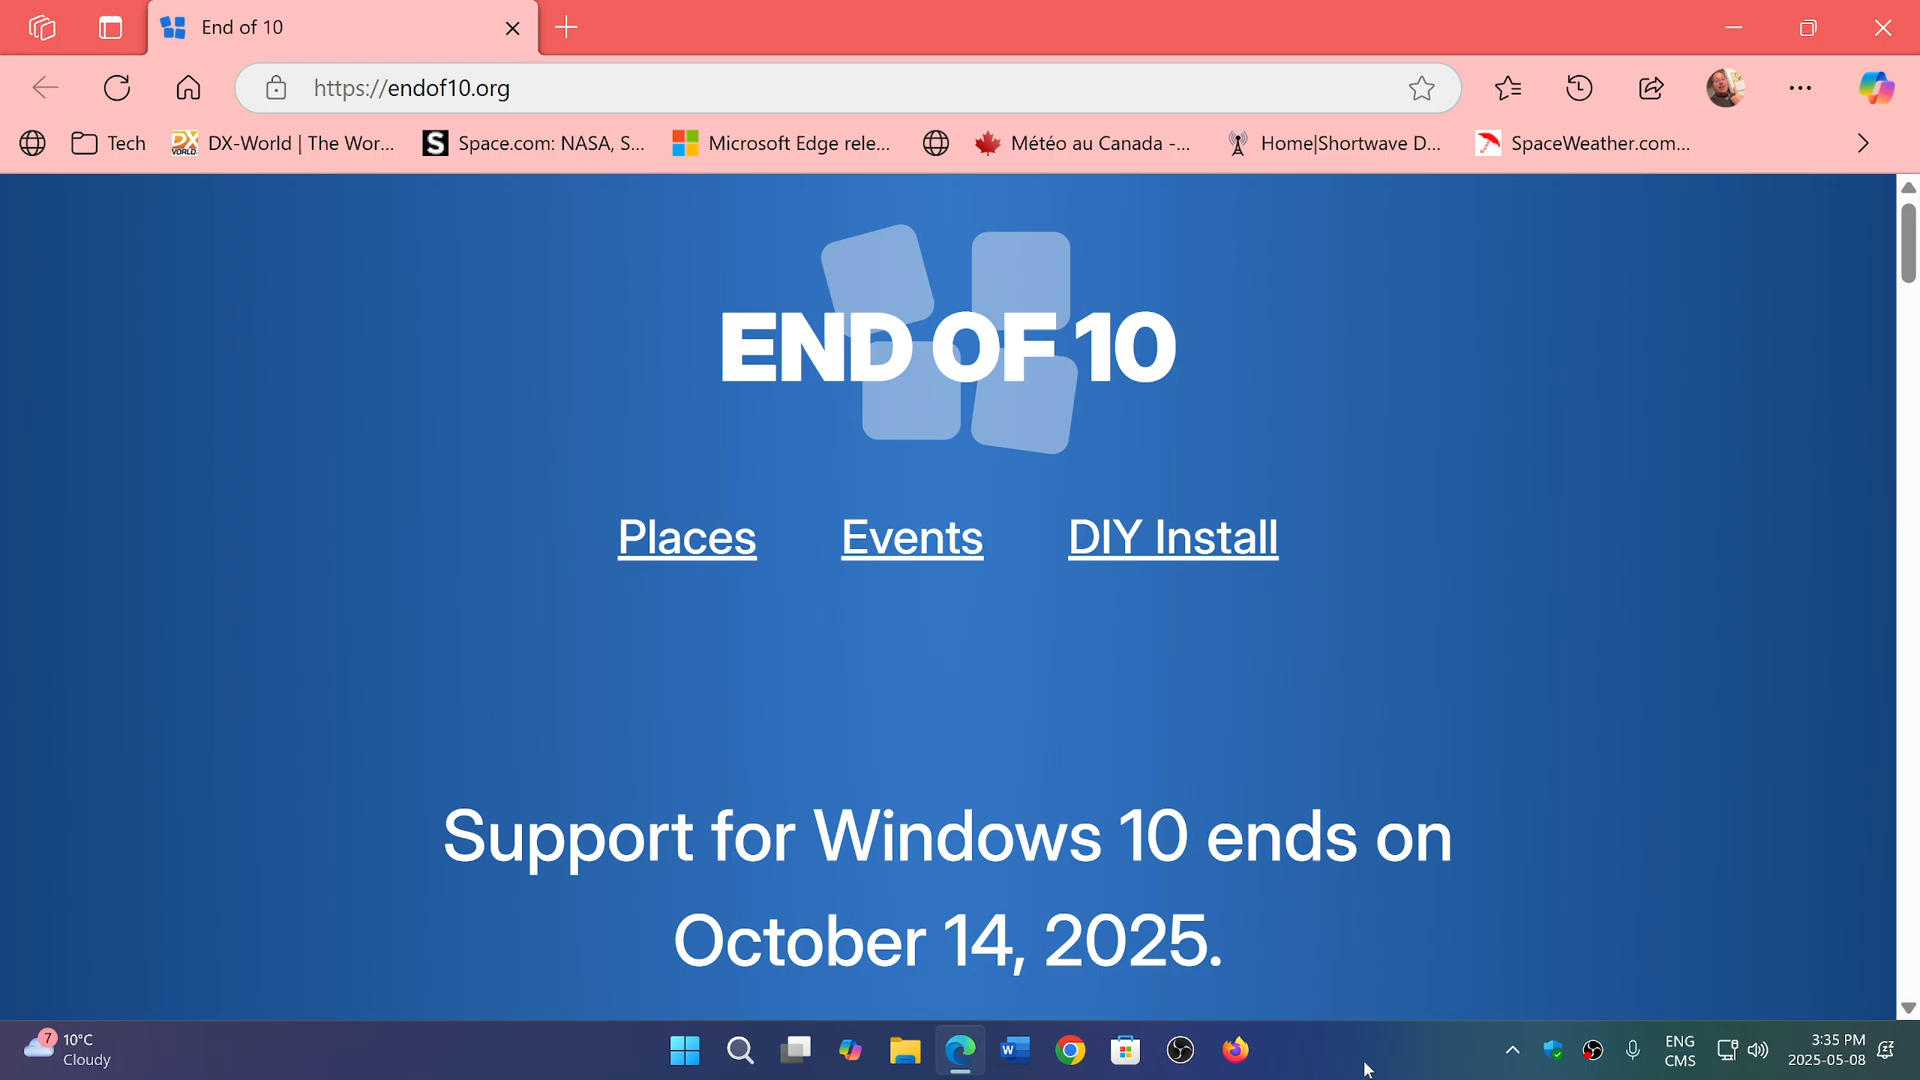 End of 10
https://endof10.org
Tech
DX-World | The Wor...
Space.com: NASA, S...
Microsoft Edge rele...
Météo au Canada -...
Home|Shortwave D...
SpaceWeather.com...
END OF 10
Places Events DIY Install
Support for Windows 10 ends on
October 14, 2025.
7
10°C
Cloudy
ENG
CMS
3:35 PM
2025-05-08